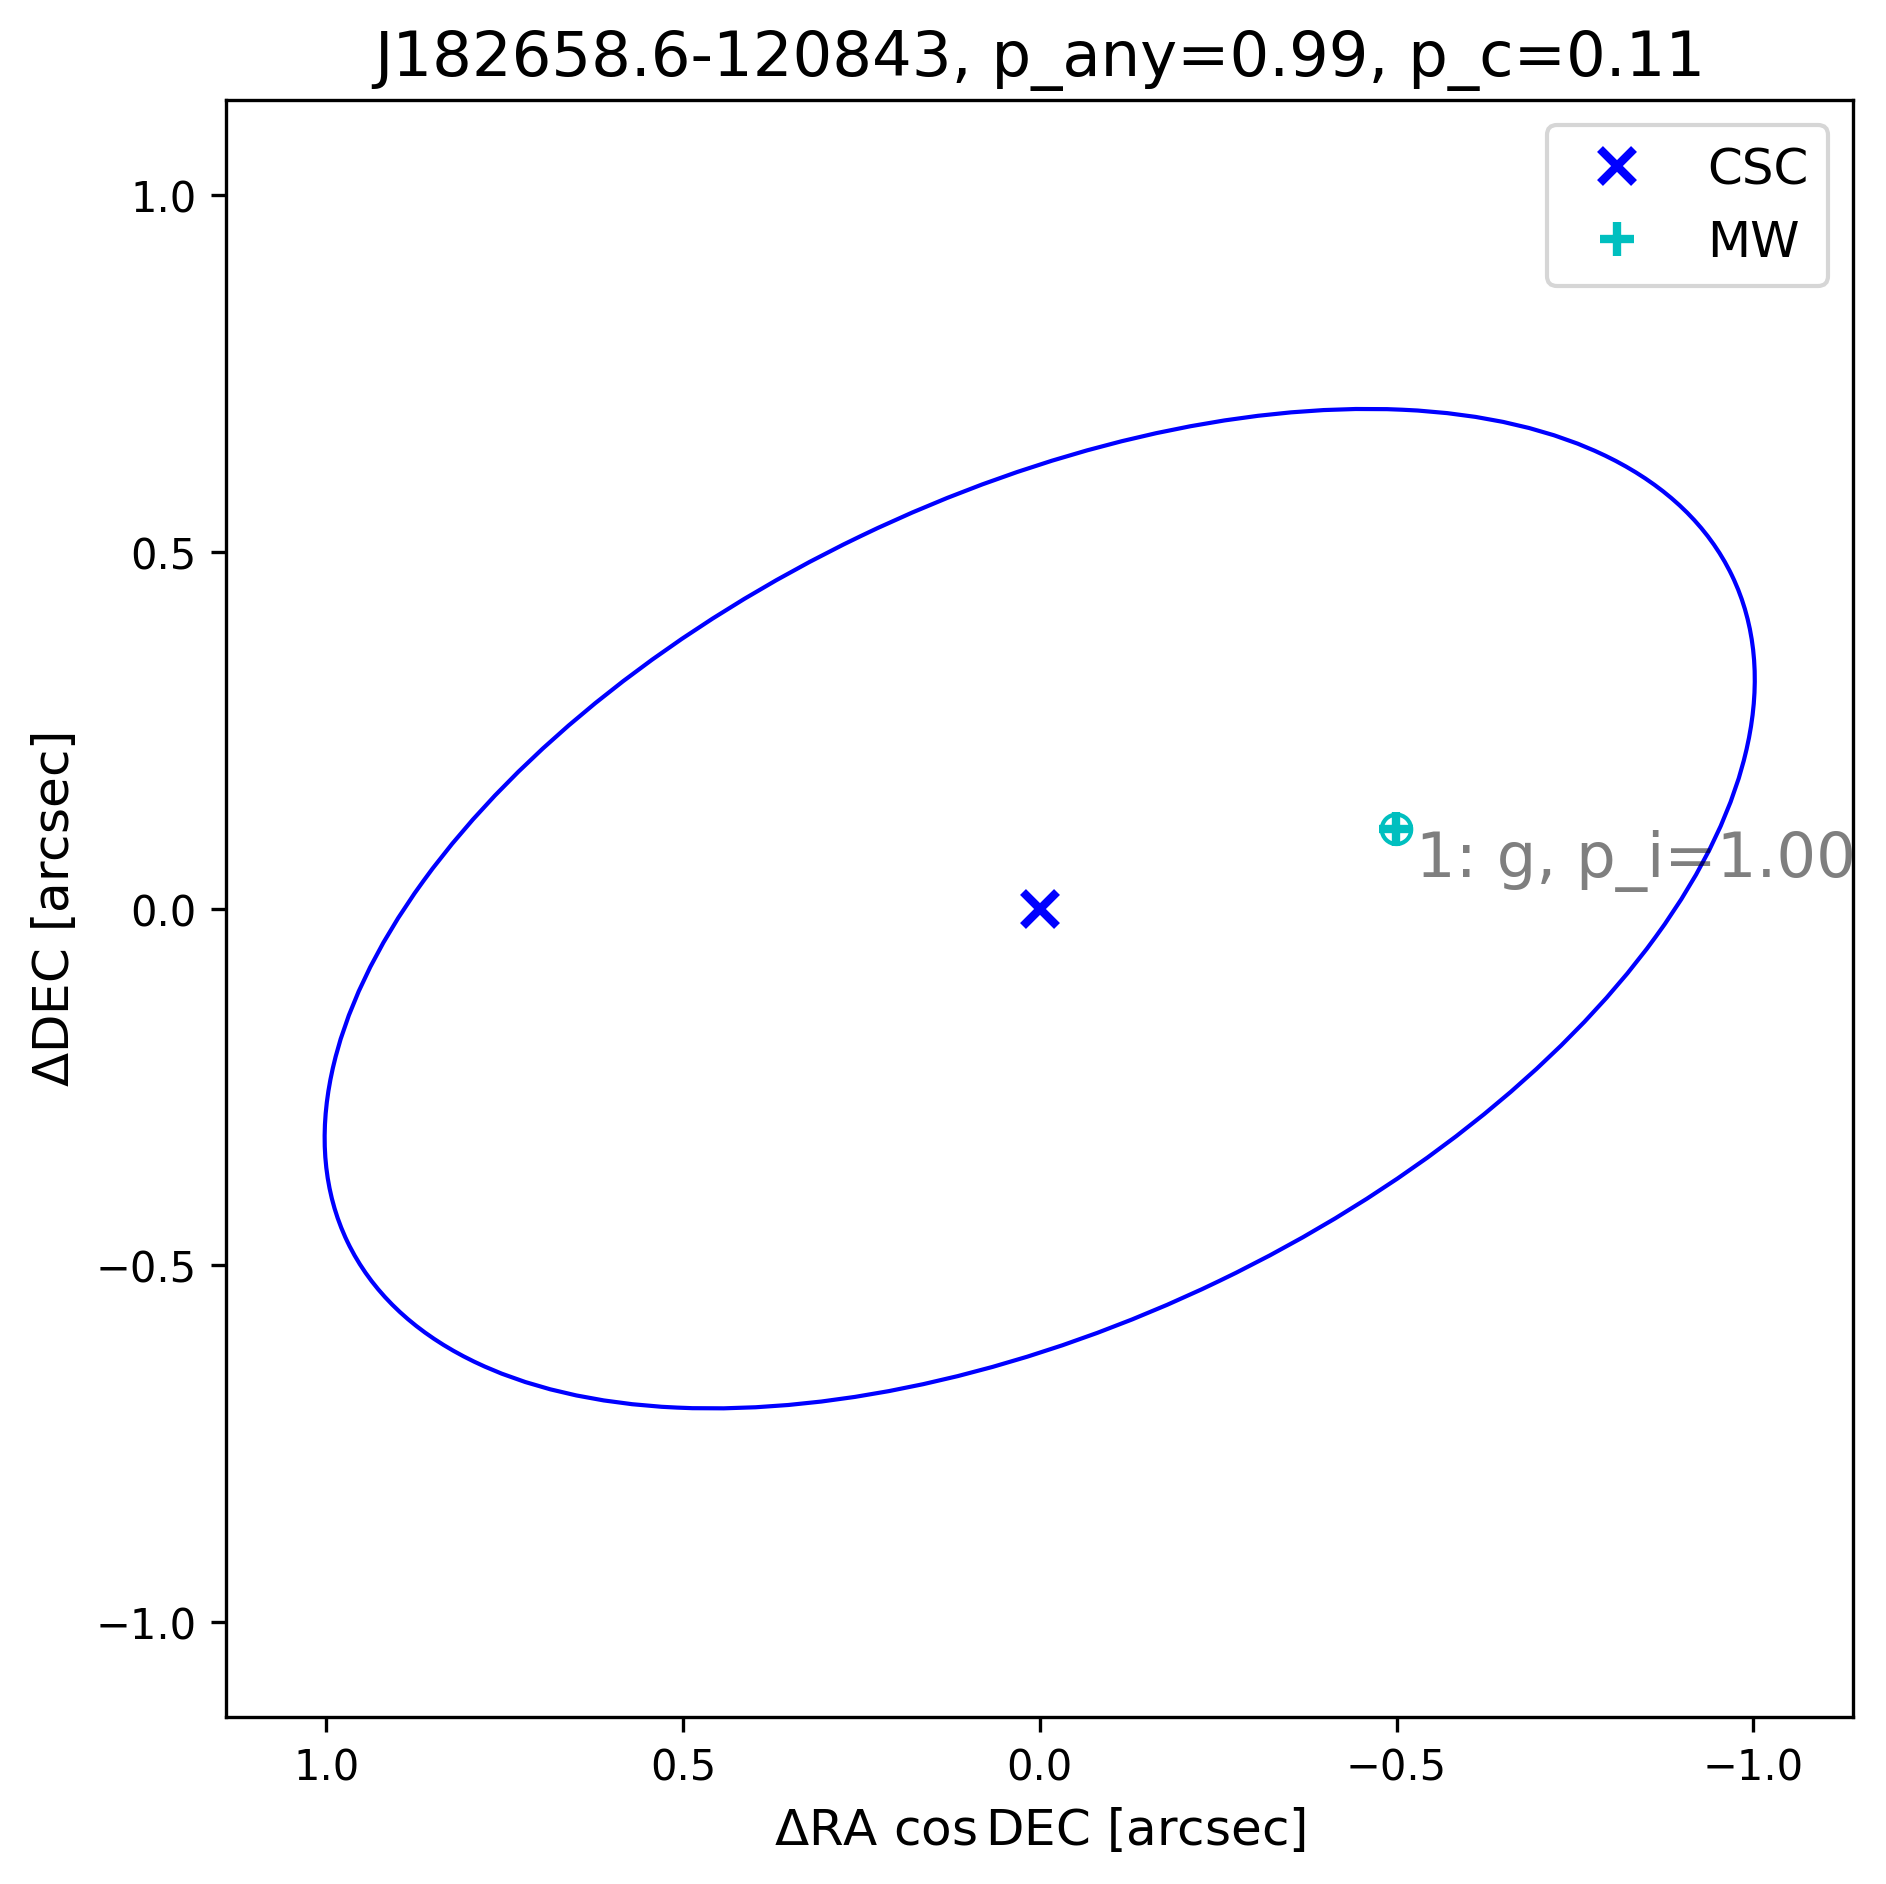 J182658.6-120843, p_any=0.99, p_c=0.11
CSC
MW
1.0
0.5
0.0
−0.5
−1.0
ΔDEC [arcsec]
1: g, p_i=1.00
1.0
0.5
0.0
−0.5
−1.0
ΔRA cos DEC [arcsec]